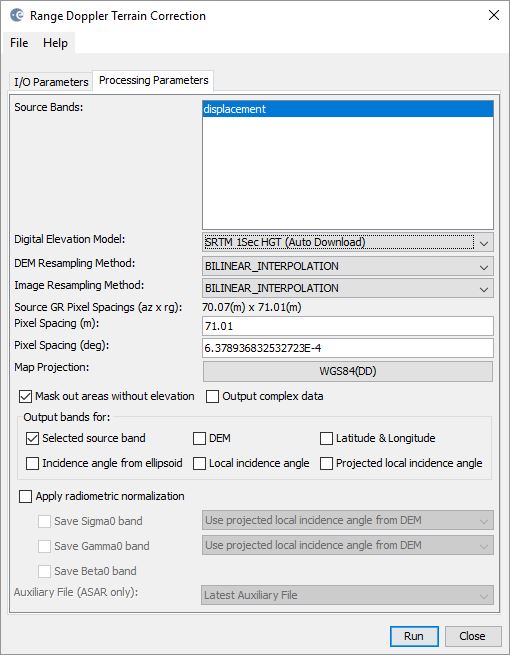 Range Doppler Terrain Correction
File Help
I/O Parameters Processing Parameters
Source Bands: displacement
Digital Elevation Model: SRTM 1Sec HGT (Auto Download)
DEM Resampling Method: BILINEAR_INTERPOLATION
Image Resampling Method: BILINEAR_INTERPOLATION
Source GR Pixel Spacings (az x rg): 70.07(m) x 71.01(m)
Pixel Spacing (m): 71.01
Pixel Spacing (deg): 6.378936832532723E-4
Map Projection: WGS84(DD)
Mask out areas without elevation Output complex data
Output bands for:
Selected source band DEM Latitude & Longitude
Incidence angle from ellipsoid Local incidence angle Projected local incidence angle
Apply radiometric normalization
Save Sigma0 band Use projected local incidence angle from DEM
Save Gamma0 band Use projected local incidence angle from DEM
Save Beta0 band
Auxiliary File (ASAR only): Latest Auxiliary File
Run Close